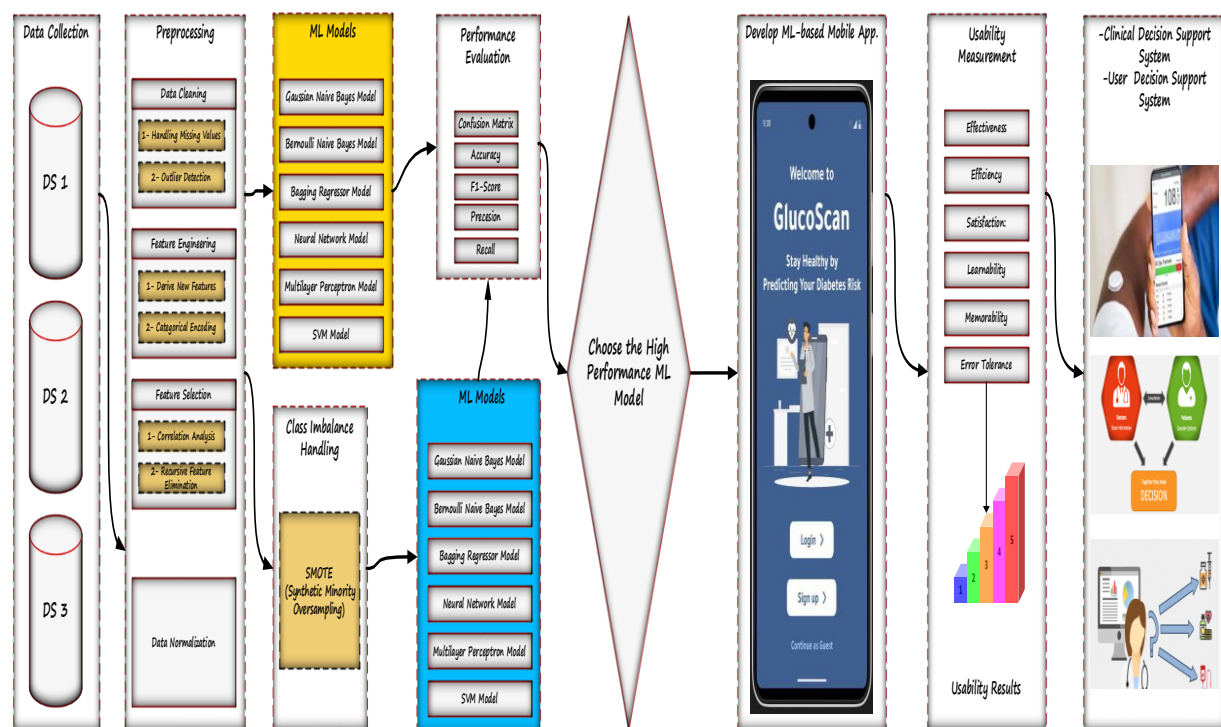 Data Collection
DS 1
DS 2
DS 3
Preprocessing
Data Cleaning
1- Handling Missing Values
2- Outlier Detection
Feature Engineering
1- Derive New Features
2- Categorical Encoding
Feature Selection
1- Correlation Analysis
2- Recursive Feature
Elimination
Data Normalization
ML Models
Gaussian Naive Bayes Model
Bernoulli Naive Bayes Model
Bagging Regressor Model
Neural Network Model
Multilayer Perceptron Model
SVM Model
Class Imbalance
Handling
SMOTE
(Synthetic Minority
Oversampling)
ML Models
Gaussian Naive Bayes Model
Bernoulli Naive Bayes Model
Bagging Regressor Model
Neural Network Model
Multilayer Perceptron Model
SVM Model
Performance
Evaluation
Confusion Matrix
Accuracy
F1-Score
Precesion
Recall
Choose the High
Performance ML
Model
Develop ML-based Mobile App.
9:30
Welcome to
GlucoScan
Stay Healthy by
Predicting Your Diabetes Risk
Login >
Sign up >
Continue as Guest
Usability
Measurement
Effectiveness
Efficiency
Satisfaction:
Learnability
Memorability
Error Tolerance
1
2
3
4
5
Usability Results
-Clinical Decision Support
System
-User Decision Support
System
108
Doctors
Patients
DECISION